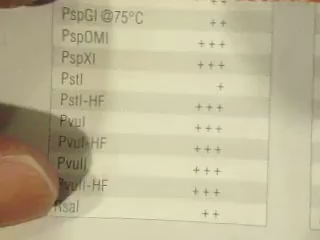 ++
PspGI @75°C ++
PspOMI +++
PspXI +++
PstI +
PstI-HF +++
PvuI +++
PvuI-HF +++
PvuII +++
PvuII-HF +++
RsaI ++